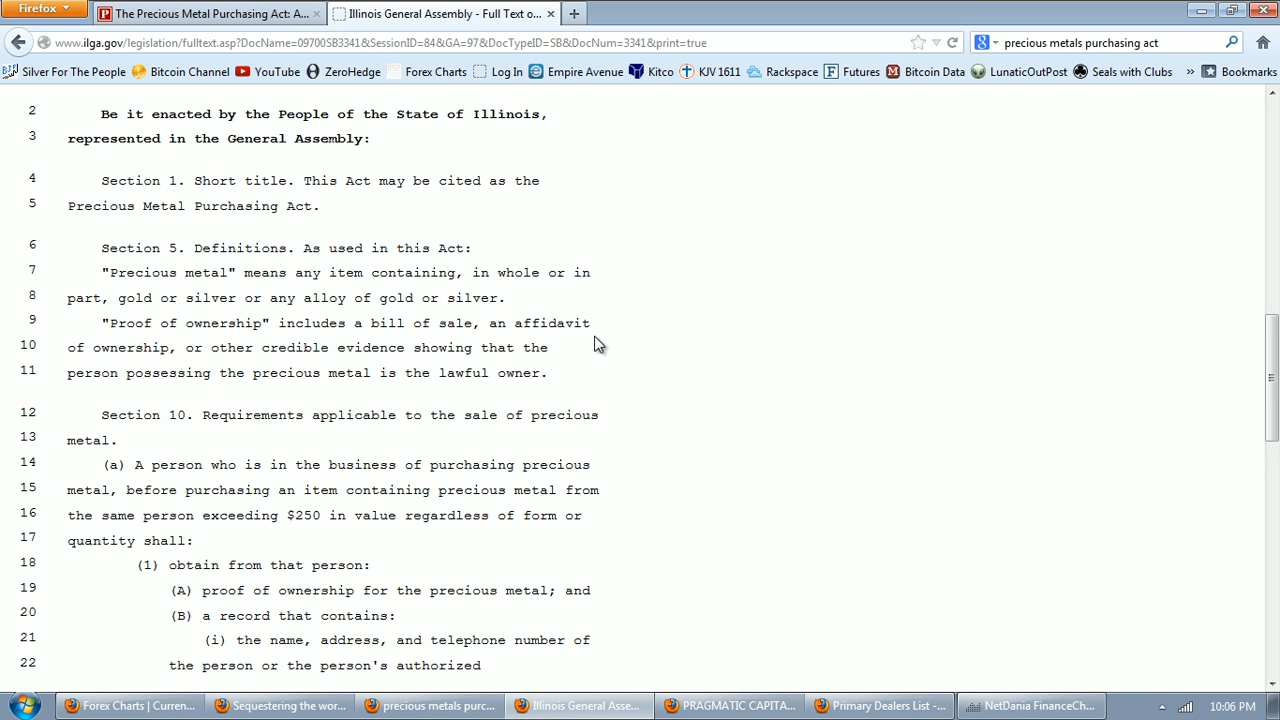 Firefox
The Precious Metal Purchasing Act: A...
Illinois General Assembly - Full Text o...
www.ilga.gov/legislation/fulltext.asp?DocName=09700SB3341&SessionID=84&GA=97&DocTypeID=SB&DocNum=3341&print=true
precious metals purchasing act
Silver For The People Bitcoin Channel YouTube ZeroHedge Forex Charts Log In Empire Avenue Kitco KJV 1611 Rackspace Futures Bitcoin Data LunaticOutPost Seals with Clubs » Bookmarks
2 Be it enacted by the People of the State of Illinois,
3 represented in the General Assembly:
4 Section 1. Short title. This Act may be cited as the
5 Precious Metal Purchasing Act.
6 Section 5. Definitions. As used in this Act:
7 "Precious metal" means any item containing, in whole or in
8 part, gold or silver or any alloy of gold or silver.
9 "Proof of ownership" includes a bill of sale, an affidavit
10 of ownership, or other credible evidence showing that the
11 person possessing the precious metal is the lawful owner.
12 Section 10. Requirements applicable to the sale of precious
13 metal.
14 (a) A person who is in the business of purchasing precious
15 metal, before purchasing an item containing precious metal from
16 the same person exceeding $250 in value regardless of form or
17 quantity shall:
18 (1) obtain from that person:
19 (A) proof of ownership for the precious metal; and
20 (B) a record that contains:
21 (i) the name, address, and telephone number of
22 the person or the person's authorized
Forex Charts | Curren... Sequestering the wor... precious metals purc... Illinois General Asse... PRAGMATIC CAPITA... Primary Dealers List -... NetDania FinanceCh... 10:06 PM